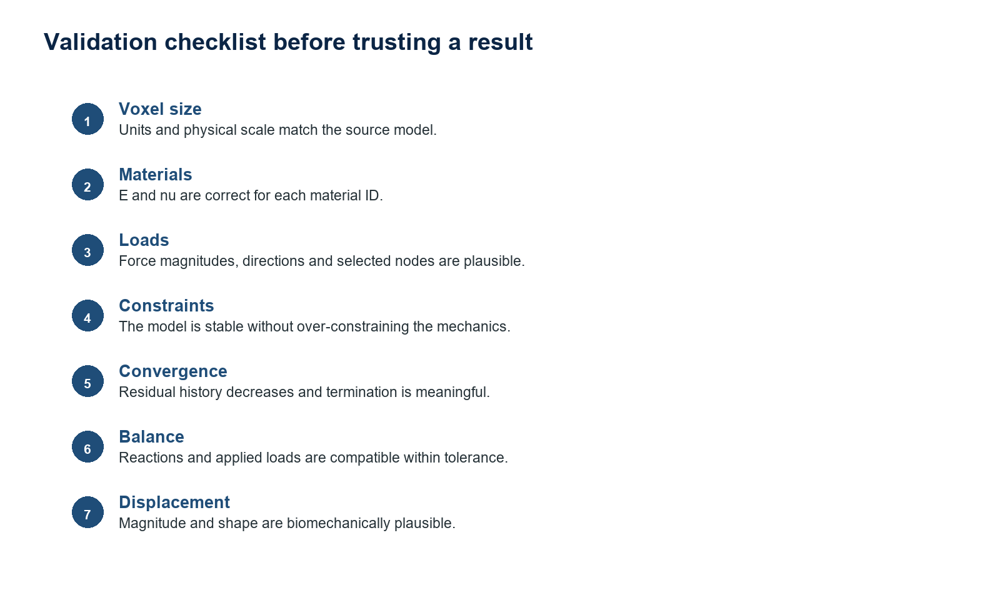 Validation checklist before trusting a result
1
Voxel size
Units and physical scale match the source model.
2
Materials
E and nu are correct for each material ID.
3
Loads
Force magnitudes, directions and selected nodes are plausible.
4
Constraints
The model is stable without over-constraining the mechanics.
5
Convergence
Residual history decreases and termination is meaningful.
6
Balance
Reactions and applied loads are compatible within tolerance.
7
Displacement
Magnitude and shape are biomechanically plausible.